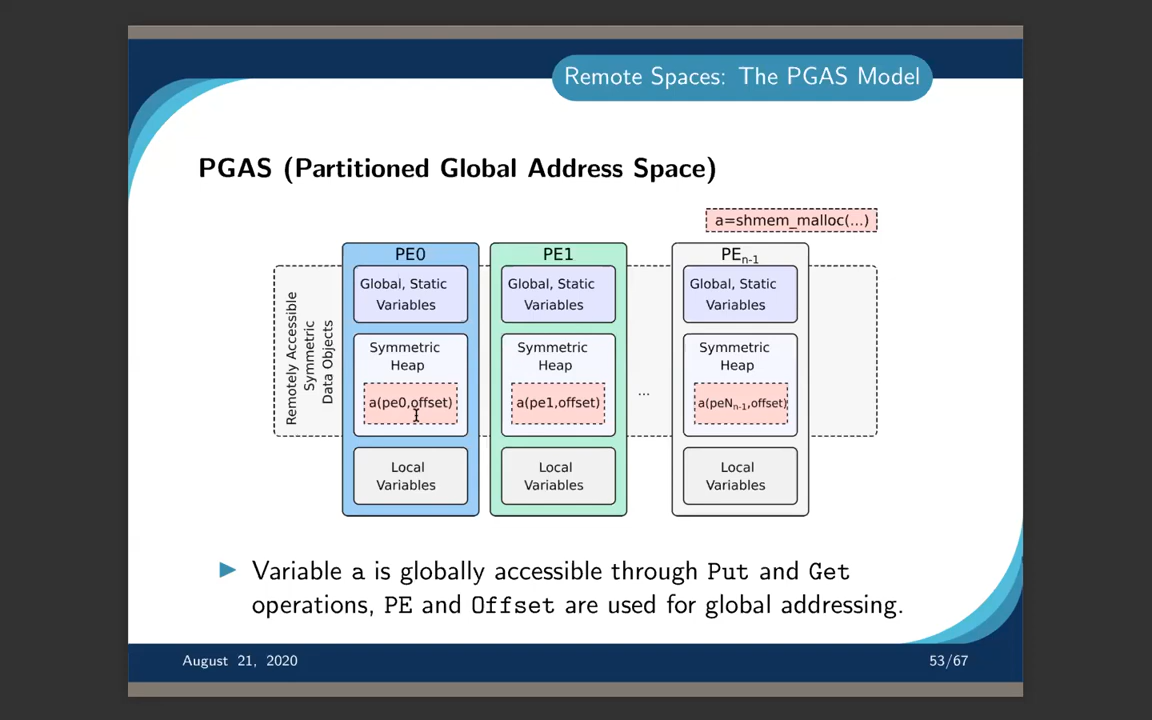 Remote Spaces: The PGAS Model
PGAS (Partitioned Global Address Space)
a=shmem_malloc(...)
Remotely Accessible
Symmetric
Data Objects
PE0
Global, Static
Variables
Symmetric
Heap
a(pe0,offset)
Local
Variables
PE1
Global, Static
Variables
Symmetric
Heap
a(pe1,offset)
Local
Variables
...
PEn-1
Global, Static
Variables
Symmetric
Heap
a(peNn-1,offset)
Local
Variables
Variable a is globally accessible through Put and Get
operations, PE and Offset are used for global addressing.
August 21, 2020
53/67